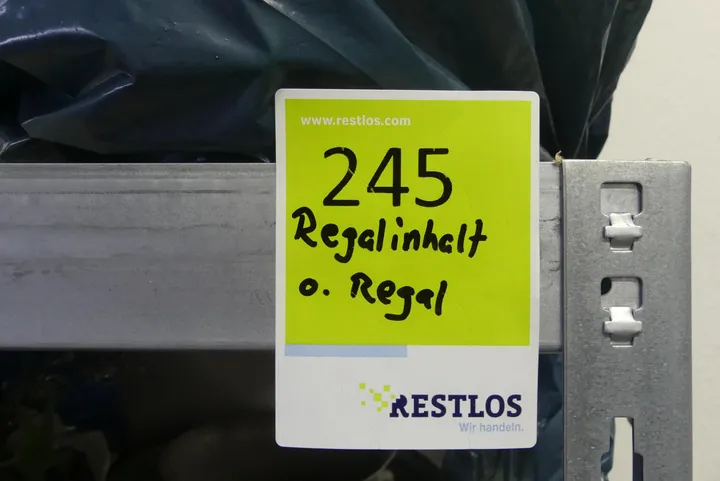 www.restlos.com
245
Regalinhalt
o. Regal
RESTLOS
Wir handeln.